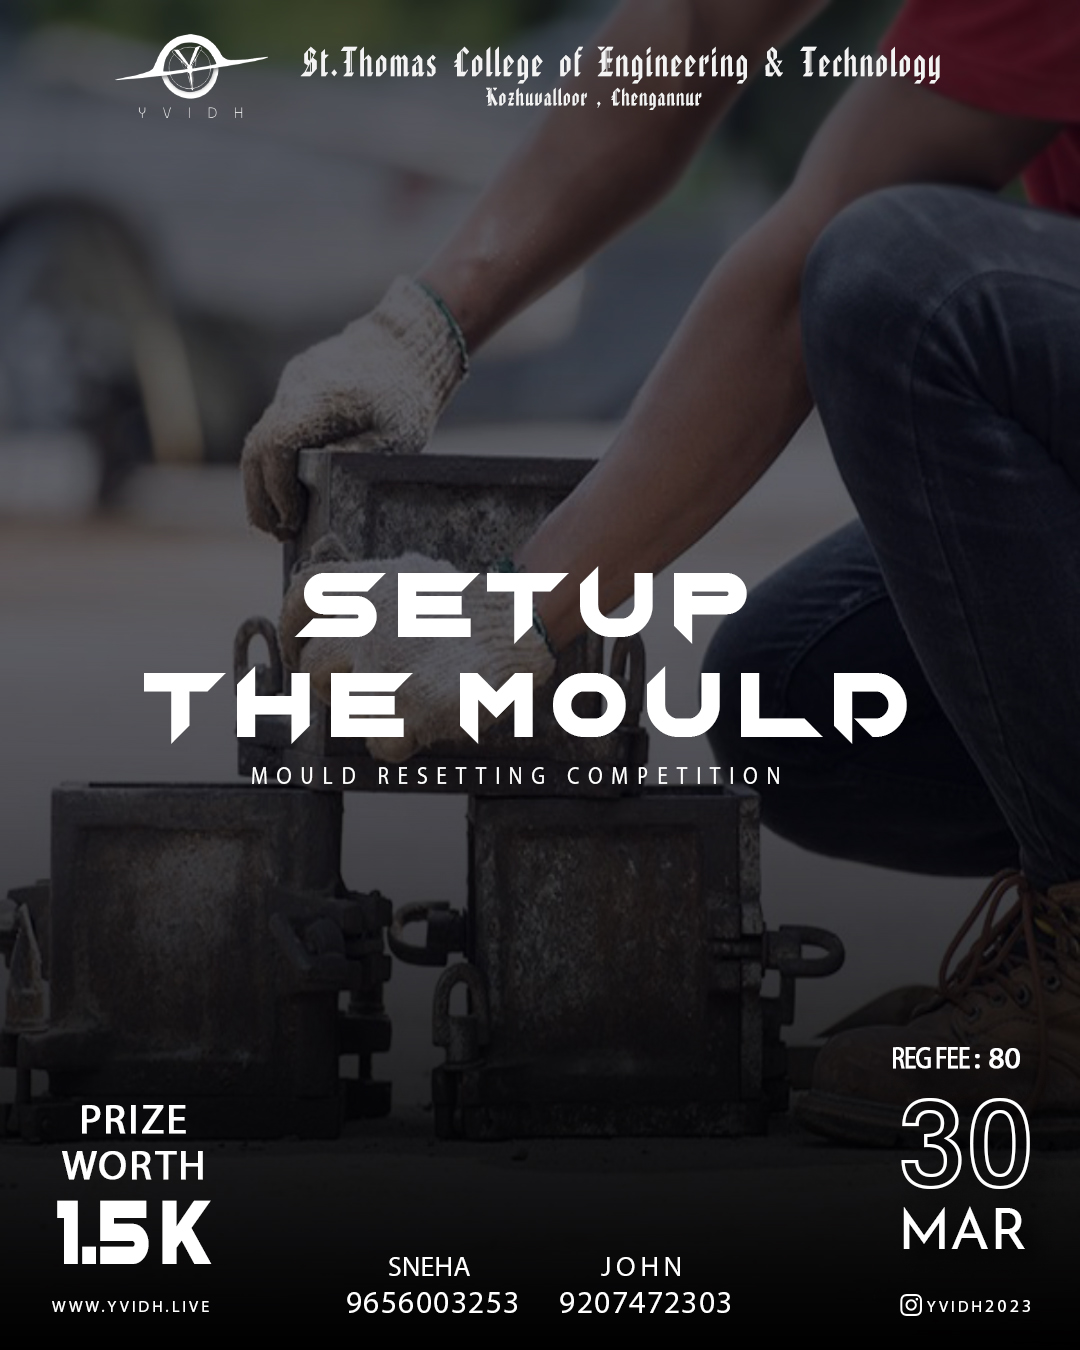 YVIDH
St.Thomas College of Engineering & Technology
Kozhuvalloor , Chengannur
SETUP
THE MOULD
MOULD RESETTING COMPETITION
REG FEE : 80
30
MAR
PRIZE
WORTH
1.5K
WWW.YVIDH.LIVE
SNEHA
9656003253
JOHN
9207472303
YVIDH2023